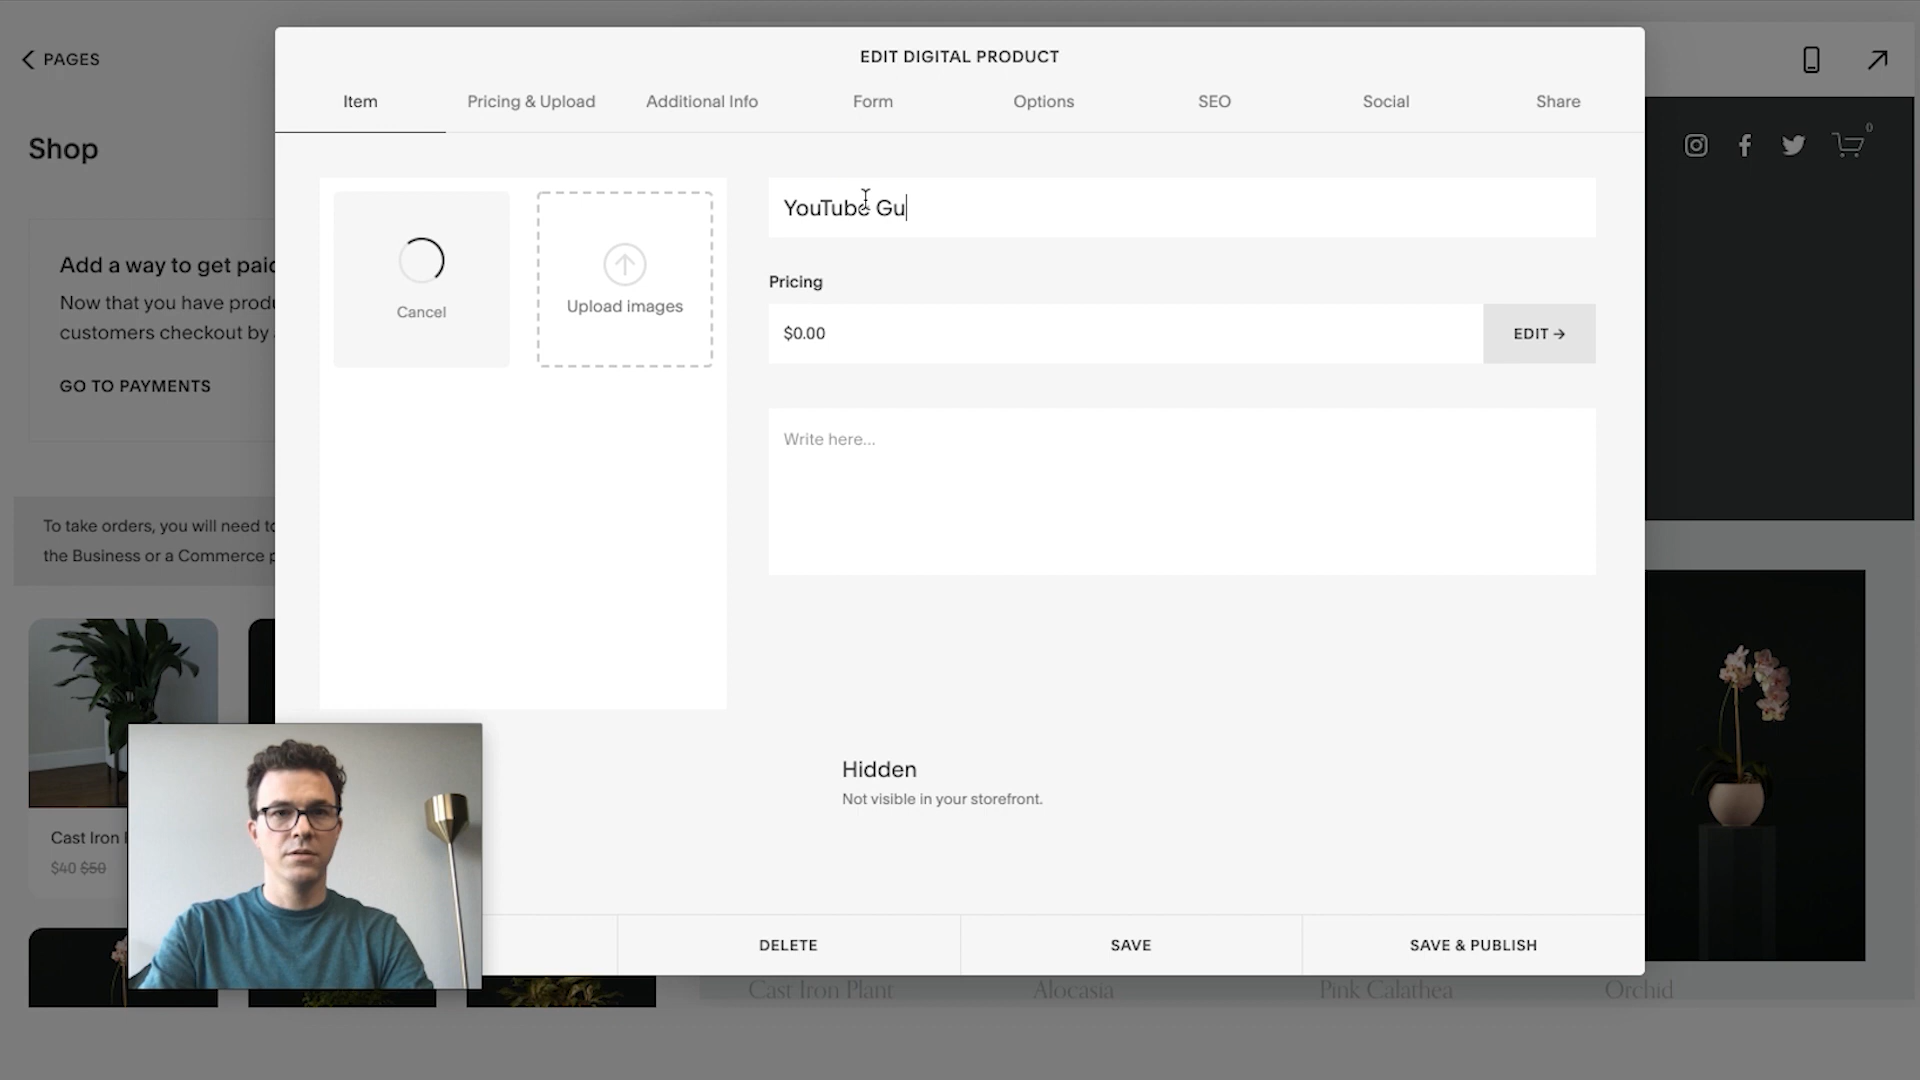 PAGES
EDIT DIGITAL PRODUCT
Item
Pricing & Upload
Additional Info
Form
Options
SEO
Social
Share
0
Shop
YouTube Gu
Add a way to get paid
Now that you have produ
customers checkout by
GO TO PAYMENTS
Cancel
Upload images
Pricing
$0.00
EDIT →
Write here...
To take orders, you will need to
the Business or a Commerce p
Hidden
Not visible in your storefront.
Cast Iron
$40 $50
DELETE
SAVE
SAVE & PUBLISH
Cast Iron Plant
Alocasia
Pink Calathea
Orchid